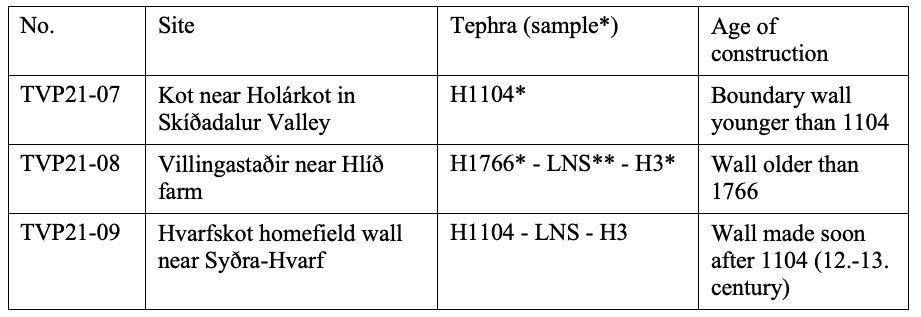 No.
Site
Tephra (sample*)
Age of
construction
TVP21-07
Kot near Holárkot in
Skíðadalur Valley
H1104*
Boundary wall
younger than 1104
TVP21-08
Villingastaðir near Hlíð
farm
H1766* - LNS** - H3*
Wall older than
1766
TVP21-09
Hvarfskot homefield wall
near Syðra-Hvarf
H1104 - LNS - H3
Wall made soon
after 1104 (12.-13.
century)